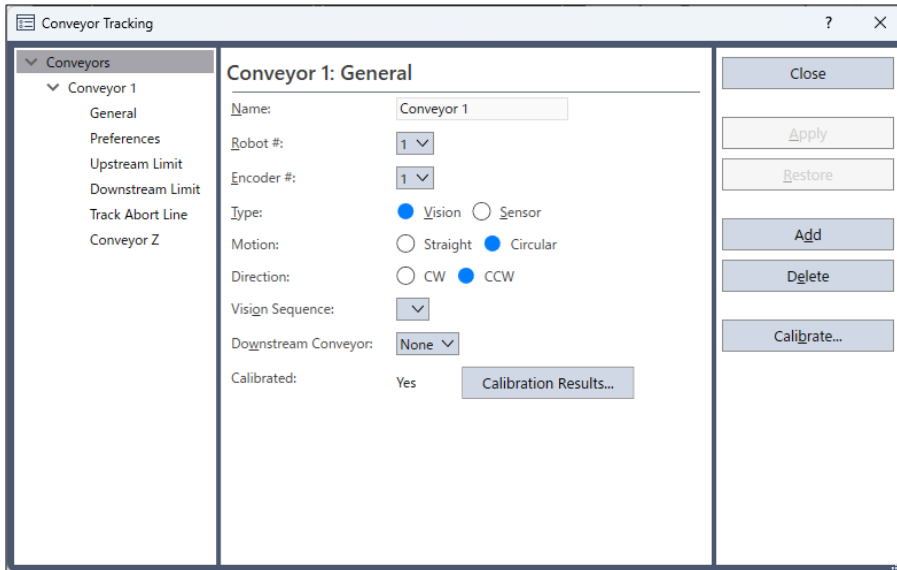 Conveyor Tracking
?
Conveyors
Conveyor 1
General
Preferences
Upstream Limit
Downstream Limit
Track Abort Line
Conveyor Z
Conveyor 1: General
Name: Conveyor 1
Robot #: 1
Encoder #: 1
Type: Vision Sensor
Motion: Straight Circular
Direction: CW CCW
Vision Sequence:
Downstream Conveyor: None
Calibrated: Yes Calibration Results...
Close
Apply
Restore
Add
Delete
Calibrate...